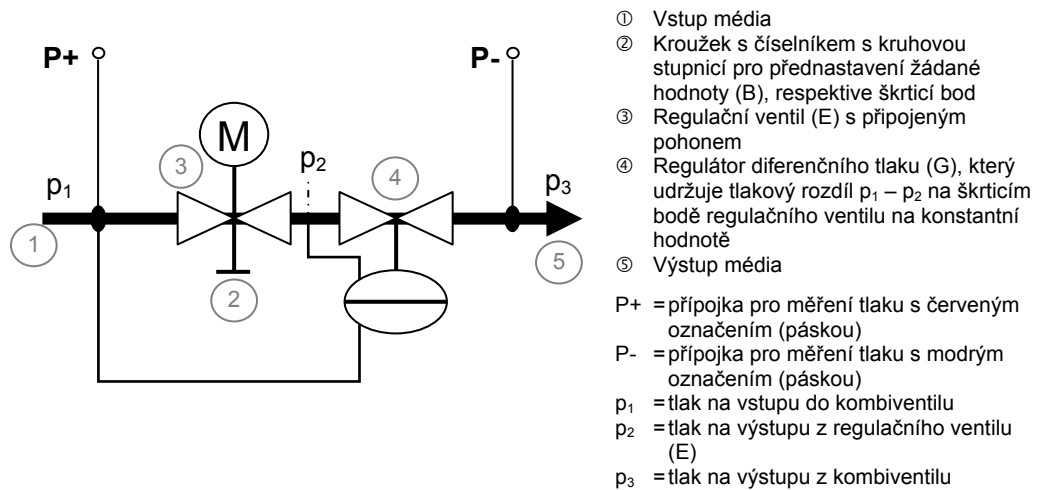 P+
P-
M
3
p₂
4
p₁
p₃
1
5
2
① Vstup média
② Kroužek s číselníkem s kruhovou
stupnicí pro přednastavení žádané
hodnoty (B), respektive škrticí bod
③ Regulační ventil (E) s připojeným
pohonem
④ Regulátor diferenčního tlaku (G), který
udržuje tlakový rozdíl p₁ – p₂ na škrticím
bodě regulačního ventilu na konstantní
hodnotě
⑤ Výstup média
P+ =přípojka pro měření tlaku s červeným
označením (páskou)
P- =přípojka pro měření tlaku s modrým
označením (páskou)
p₁ =tlak na vstupu do kombiventilu
p₂ =tlak na výstupu z regulačního ventilu
(E)
p₃ =tlak na výstupu z kombiventilu